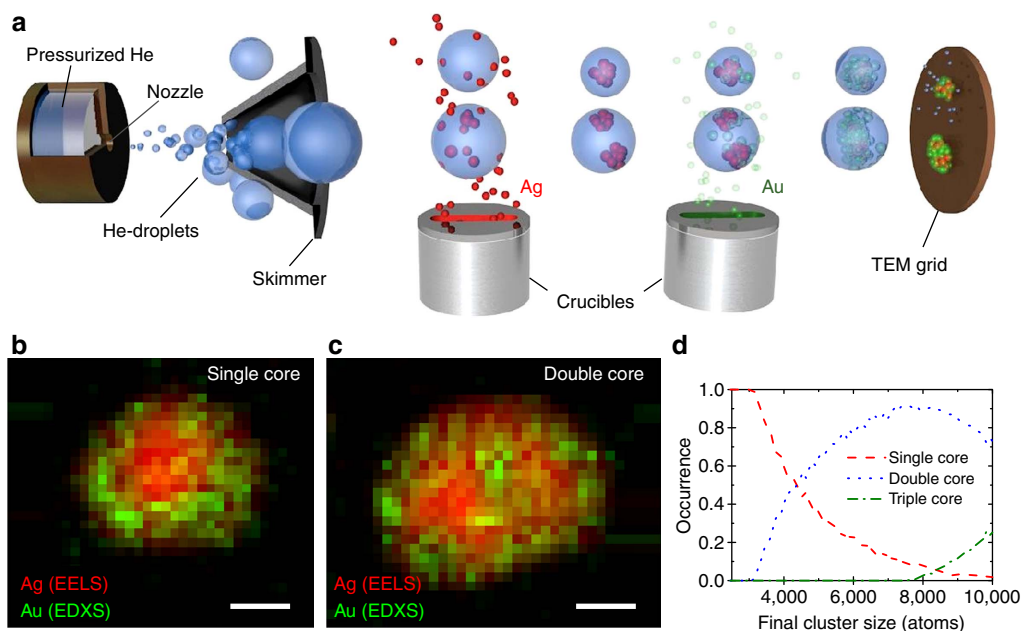 a
Pressurized He
Nozzle
He-droplets
Skimmer
Ag
Au
Crucibles
TEM grid
b
Single core
Ag (EELS)
Au (EDXS)
c
Double core
Ag (EELS)
Au (EDXS)
d
Occurrence
1.0
0.8
0.6
0.4
0.2
0.0
Single core
Double core
Triple core
4,000 6,000 8,000 10,000
Final cluster size (atoms)